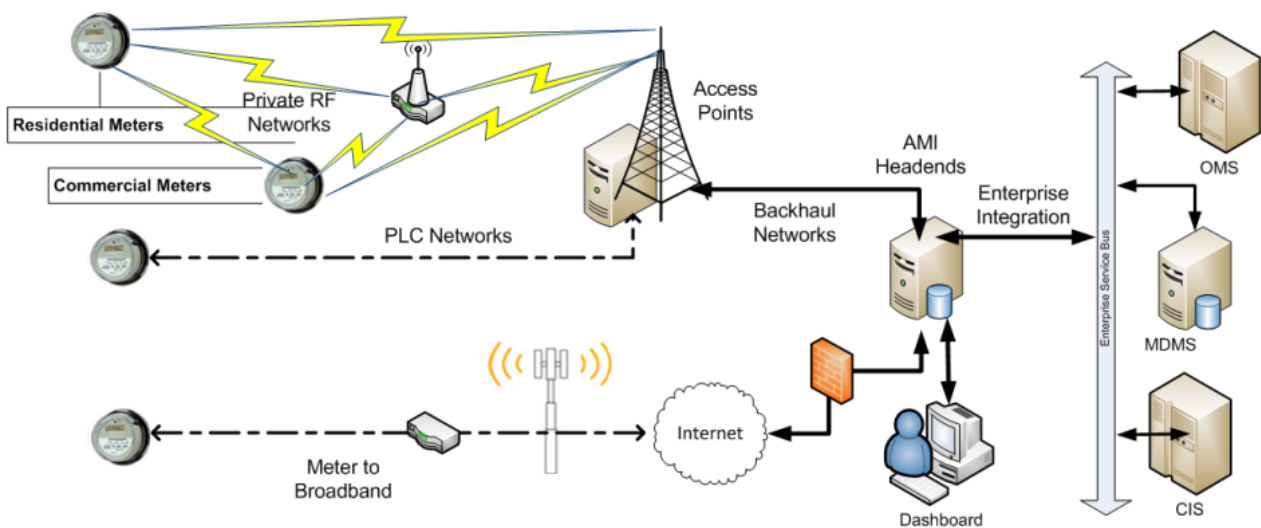 Residential Meters
Private RF
Networks
Commercial Meters
Access
Points
AMI
Headends
Enterprise
Integration
Backhaul
Networks
PLC Networks
OMS
Enterprise Service Bus
MDMS
Internet
Meter to
Broadband
Dashboard
CIS